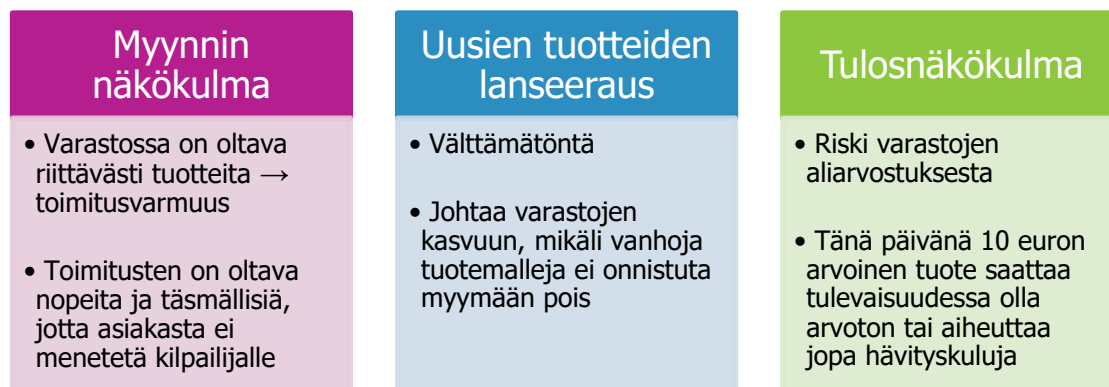 Myynnin
näkökulma
• Varastossa on oltava
riittävästi tuotteita →
toimitusvarmuus
• Toimitusten on oltava
nopeita ja täsmällisiä,
jotta asiakasta ei
menetetä kilpailijalle
Uusien tuotteiden
lanseeraus
• Välttämätöntä
• Johtaa varastojen
kasvuun, mikäli vanhoja
tuotemalleja ei onnistuta
myymään pois
Tulosnäkökulma
• Riski varastojen
aliarvostuksesta
• Tänä päivänä 10 euron
arvoinen tuote saattaa
tulevaisuudessa olla
arvoton tai aiheuttaa
jopa hävityskuluja